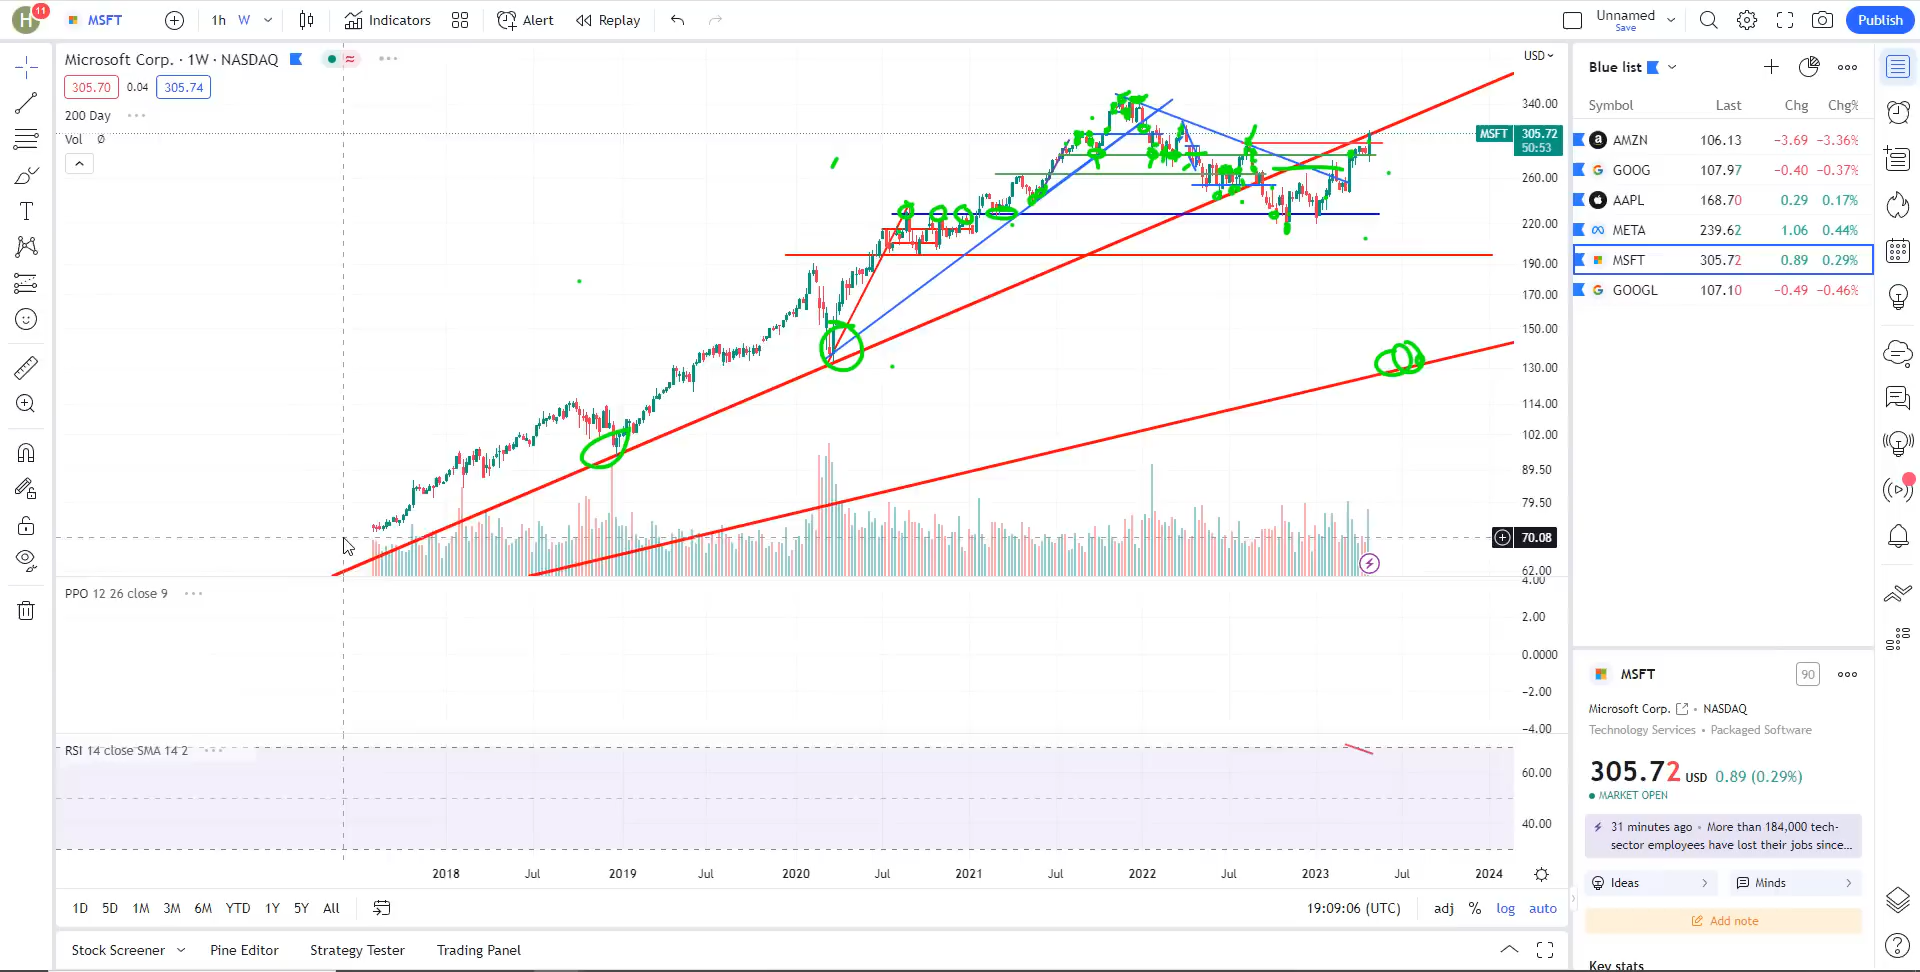 H 11 MSFT 1h W Indicators Alert Replay Unnamed Save Publish
Microsoft Corp. · 1W · NASDAQ
305.70 0.04 305.74
200 Day
Vol Ø
USD
340.00
MSFT 305.72
50:53
260.00
220.00
190.00
170.00
150.00
130.00
114.00
102.00
89.50
79.50
70.08
62.00
PPO 12 26 close 9
4.00
2.00
0.0000
−2.00
−4.00
RSI 14 close SMA 14 2
60.00
40.00
2018 Jul 2019 Jul 2020 Jul 2021 Jul 2022 Jul 2023 Jul 2024
1D 5D 1M 3M 6M YTD 1Y 5Y All 19:09:06 (UTC) adj % log auto
Stock Screener Pine Editor Strategy Tester Trading Panel
Blue list
Symbol Last Chg Chg%
a AMZN 106.13 −3.69 −3.36%
G GOOG 107.97 −0.40 −0.37%
AAPL 168.70 0.29 0.17%
META 239.62 1.06 0.44%
MSFT 305.72 0.89 0.29%
G GOOGL 107.10 −0.49 −0.46%
MSFT 90
Microsoft Corp. • NASDAQ
Technology Services • Packaged Software
305.72 USD 0.89 (0.29%)
MARKET OPEN
31 minutes ago • More than 184,000 tech-
sector employees have lost their jobs since...
Ideas Minds
Add note
Key stats